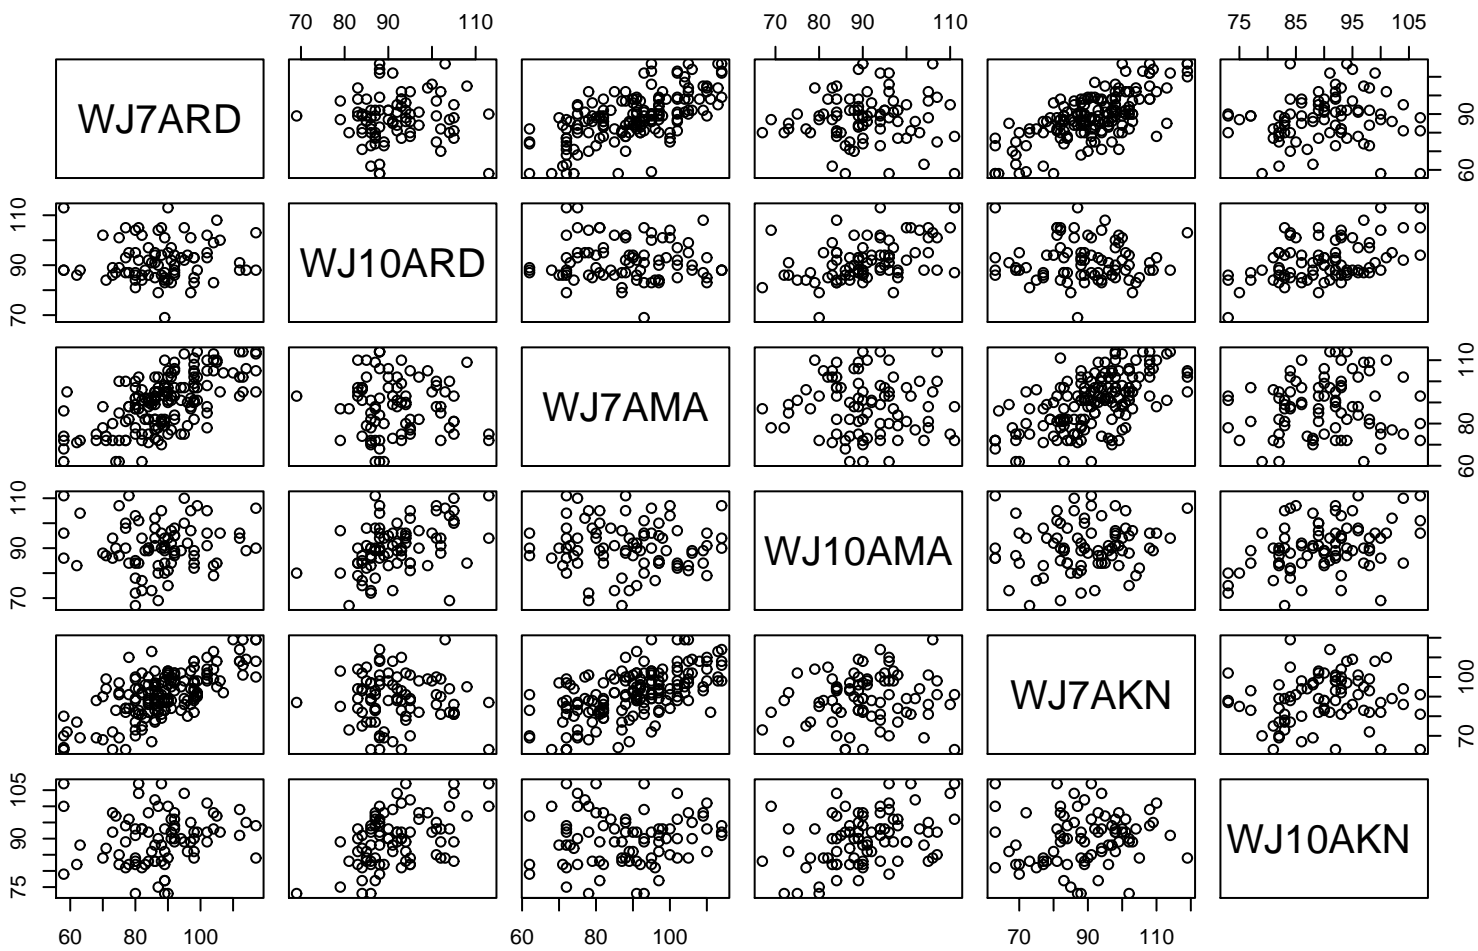 70 80 90 110 70 80 90 110 75 85 95 105
WJ7ARD 60 90
70 90 110 WJ10ARD
WJ7AMA 60 80 110
70 90 110 WJ10AMA
WJ7AKN 70 100
75 90 105 WJ10AKN
60 100 60 80 100 70 90 110